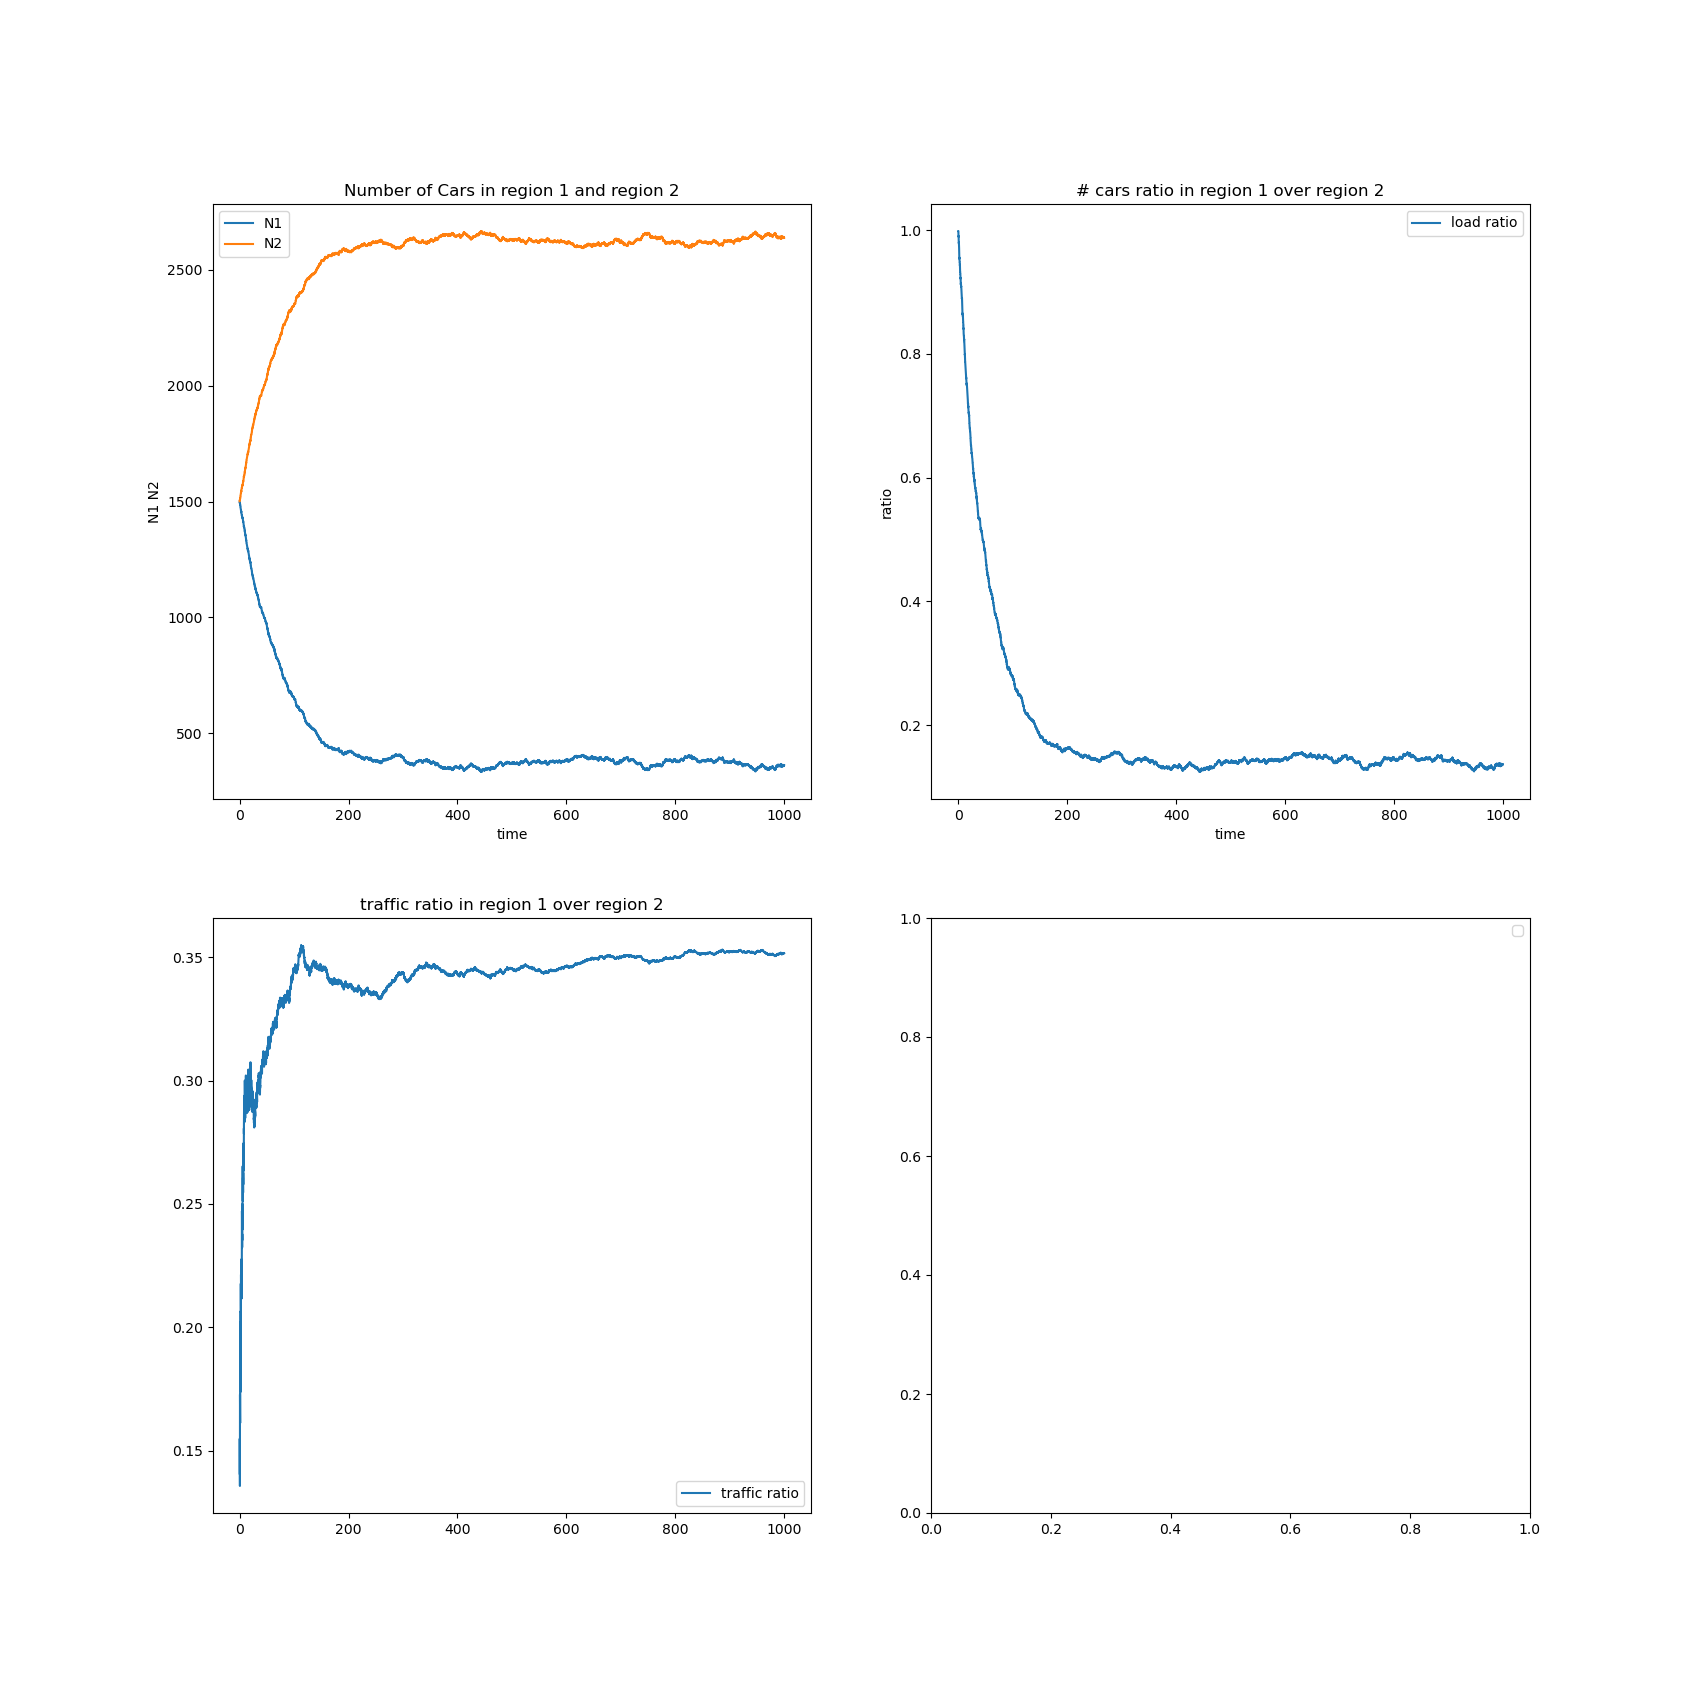 Number of Cars in region 1 and region 2
N1
N2
N1 N2
2500
2000
1500
1000
500
0 200 400 600 800 1000
time
# cars ratio in region 1 over region 2
load ratio
ratio
1.0
0.8
0.6
0.4
0.2
0 200 400 600 800 1000
time
traffic ratio in region 1 over region 2
0.35
0.30
0.25
0.20
0.15
traffic ratio
0 200 400 600 800 1000
1.0
0.8
0.6
0.4
0.2
0.0
0.0 0.2 0.4 0.6 0.8 1.0